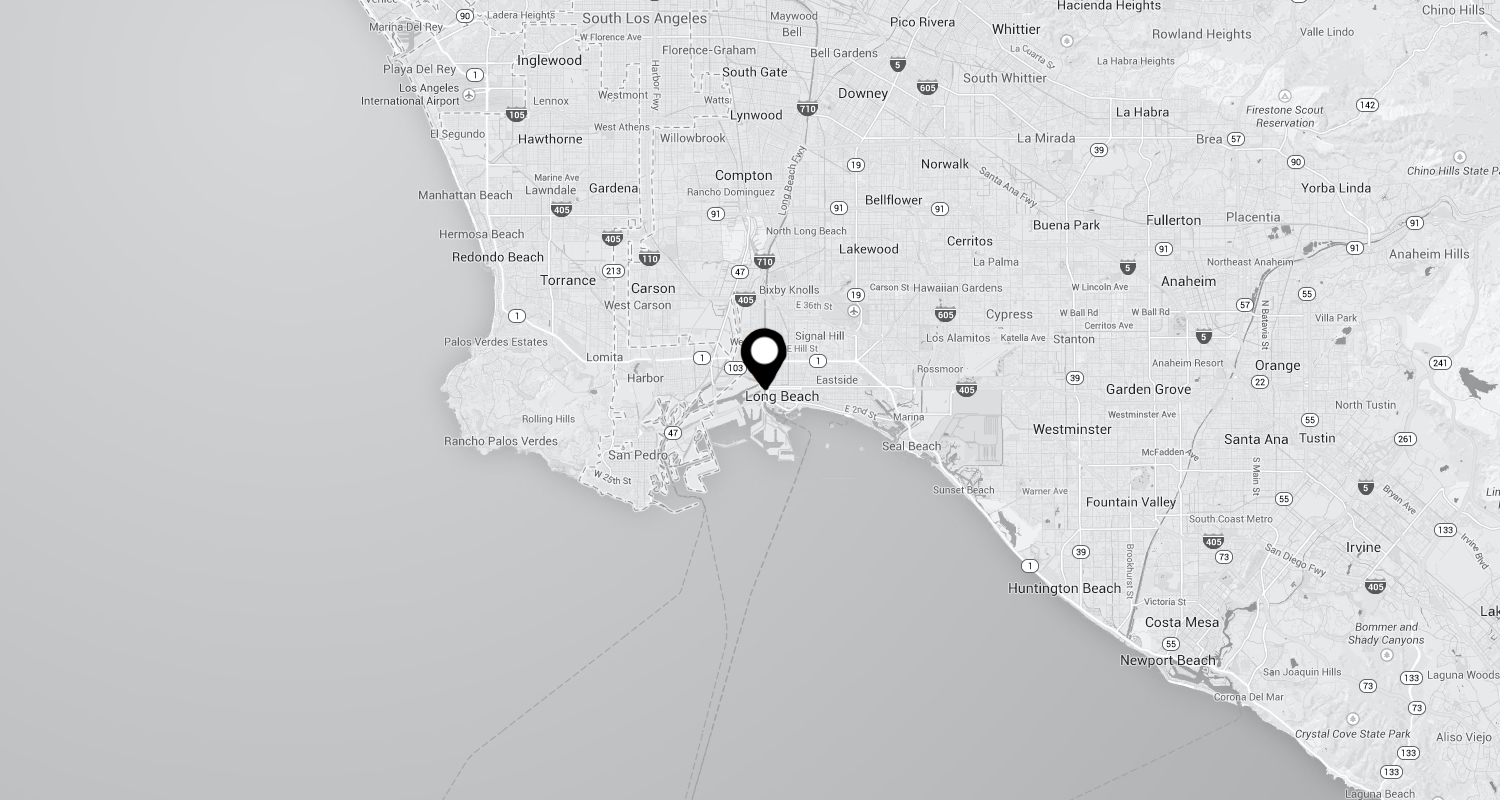 Venice
90
Ladera Heights
South Los Angeles
Maywood
Pico Rivera
Hacienda Heights
Chino Hills
Marina Del Rey
W Florence Ave
Bell
Whittier
Rowland Heights
Valle Lindo
Inglewood
Florence-Graham
Bell Gardens
La Cuarta St
La Habra Heights
Playa Del Rey
1
Harbor Fwy
South Gate
5
South Whittier
Los Angeles
International Airport
Lennox
Westmont
Watts
Downey
605
Firestone Scout
Reservation
142
105
710
Lynwood
La Habra
El Segundo
Hawthorne
West Athens
Willowbrook
La Mirada
Brea
57
39
Long Beach Fwy
19
Norwalk
90
Chino Hills State P
Marine Ave
Compton
Santa Ana Fwy
Manhattan Beach
Lawndale
Gardena
Rancho Dominguez
Bellflower
Yorba Linda
405
91
91
91
Buena Park
Fullerton
Placentia
91
Hermosa Beach
405
North Long Beach
Cerritos
Redondo Beach
110
710
Lakewood
La Palma
91
91
Anaheim Hills
213
47
5
Northeast Anaheim
Torrance
Carson
Bixby Knolls
Carson St
Hawaiian Gardens
W Lincoln Ave
Anaheim
55
405
19
West Carson
E 36th St
605
Cypress
W Ball Rd
W Ball Rd
57
N Batavia St
1
Cerritos Ave
Villa Park
Palos Verdes Estates
We
Signal Hill
Los Alamitos
Katella Ave
Stanton
5
Lomita
1
E Hill St
1
Anaheim Resort
Orange
241
103
Rossmoor
Harbor
Eastside
39
22
Long Beach
405
Garden Grove
Rolling Hills
E 2nd St
Marina
Westminster Ave
North Tustin
47
Westminster
55
Rancho Palos Verdes
Seal Beach
Santa Ana
Tustin
261
San Pedro
McFadden Ave
W 25th St
S Main St
Sunset Beach
Warner Ave
Fountain Valley
55
5
Bryan Ave
South Coast Metro
133
405
Irvine Blvd
39
73
San Diego Fwy
Irvine
1
Brookhurst St
405
Huntington Beach
Victoria St
Costa Mesa
Bommer and
Shady Canyons
55
Newport Beach
San Joaquin Hills
133
Laguna Woods
73
Corona Del Mar
73
Crystal Cove State Park
Aliso Viejo
133
133
Laguna Beach